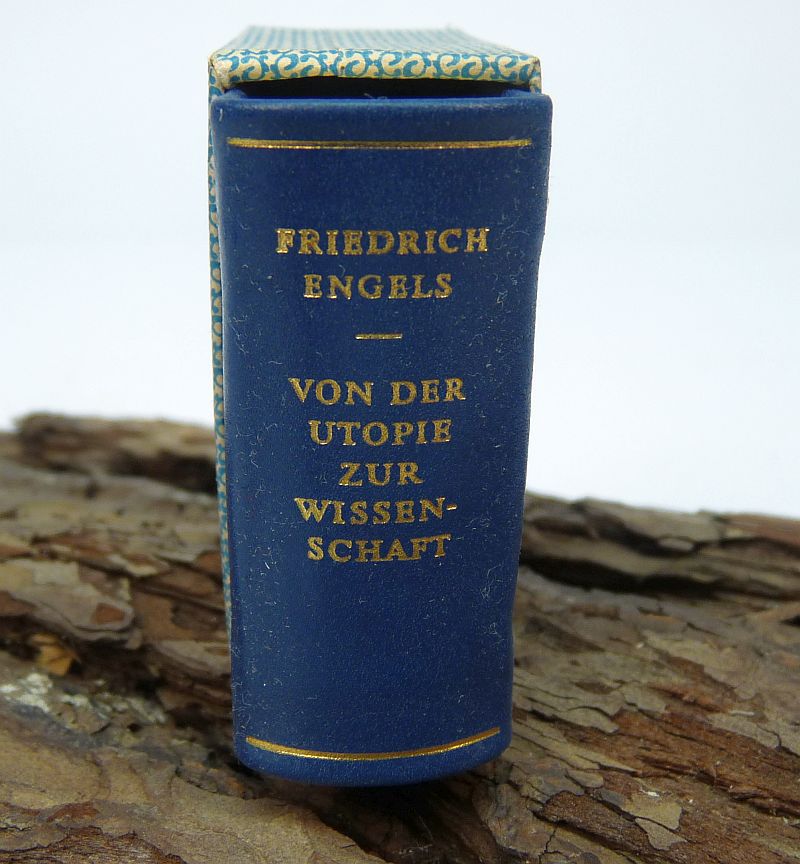 FRIEDRICH
ENGELS
VON DER
UTOPIE
ZUR
WISSEN-
SCHAFT